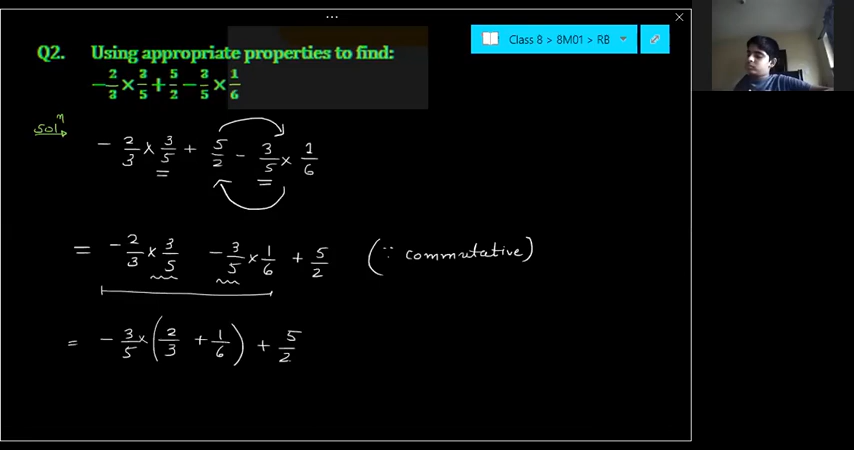 Class 8 > 8M01 > RB
Q2. Using appropriate properties to find:
-2/3 × 3/5 + 5/2 - 3/5 × 1/6
Solⁿ
- 2/3 × 3/5 + 5/2 - 3/5 × 1/6
= -2/3 × 3/5 -3/5 × 1/6 + 5/2 (∵ commutative)
= - 3/5 × (2/3 + 1/6) + 5/2